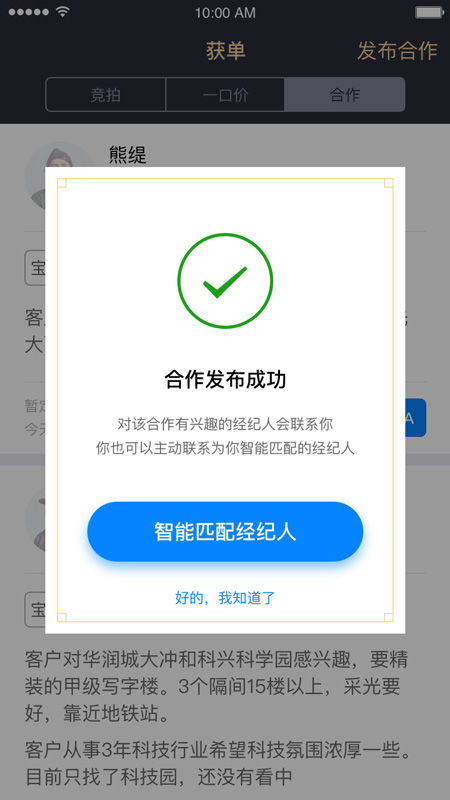 10:00 AM
获单
发布合作
竞拍
一口价
合作
熊缇
宝
客
大
合作发布成功
对该合作有兴趣的经纪人会联系你
你也可以主动联系为你智能匹配的经纪人
暂定
今天
A
智能匹配经纪人
好的，我知道了
宝
客户对华润城大冲和科兴科学园感兴趣，要精
装的甲级写字楼。3个隔间15楼以上，采光要
好，靠近地铁站。
客户从事3年科技行业希望科技氛围浓厚一些。
目前只找了科技园，还没有看中